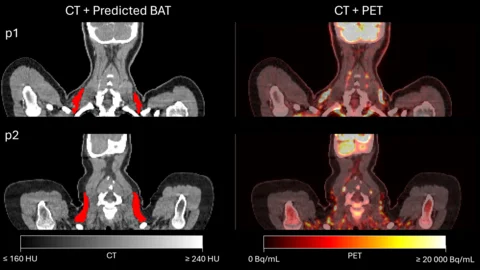 CT + Predicted BAT
CT + PET
p1
p2
≤ 160 HU
CT
≥ 240 HU
0 Bq/mL
PET
≥ 20 000 Bq/mL